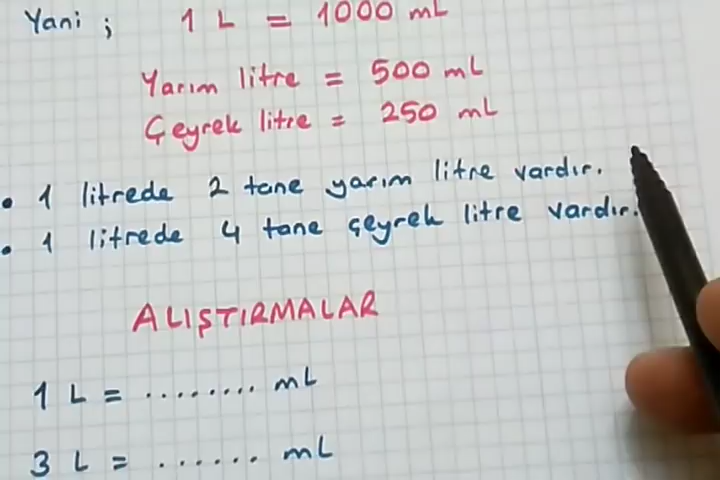 Yani ; 1 L = 1000 mL
Yarım litre = 500 mL
Çeyrek litre = 250 mL
• 1 litrede 2 tane yarım litre vardır.
• 1 litrede 4 tane çeyrek litre vardır.
ALIŞTIRMALAR
1 L = ........ mL
3 L = ...... mL